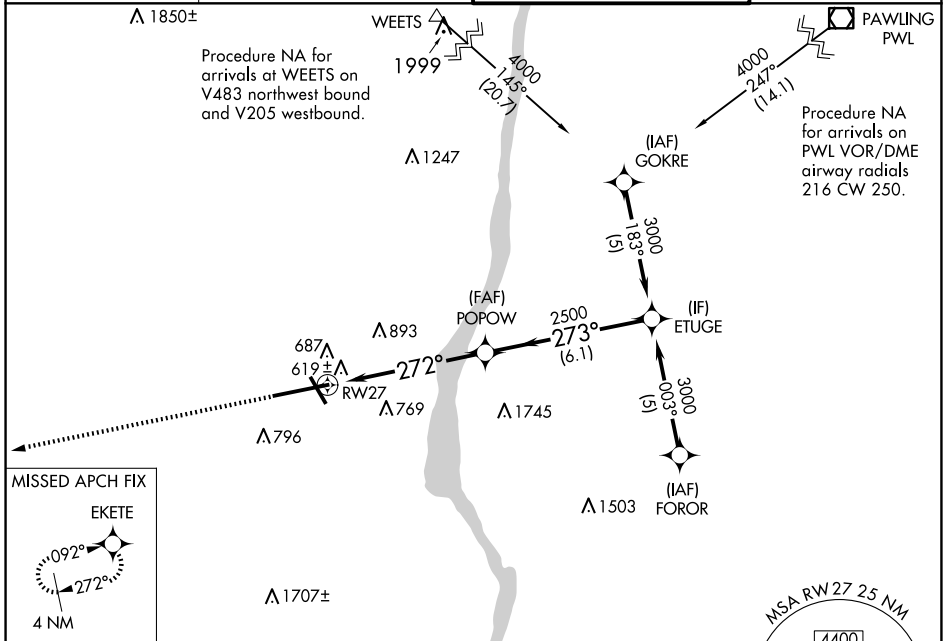 1850±
WEETS
1999
PAWLING
PWL
Procedure NA for
arrivals at WEETS on
V483 northwest bound
and V205 westbound.
4000
145°
(20.7)
4000
247°
(14.1)
Procedure NA
for arrivals on
PWL VOR/DME
airway radials
216 CW 250.
1247
(IAF)
GOKRE
3000
183°
(5)
(FAF)
POPOW
2500
273°
(6.1)
(IF)
ETUGE
893
687
619±
272°
RW27
769
1745
796
3000
003°
(5)
(IAF)
FOROR
1503
MISSED APCH FIX
EKETE
092°
272°
4 NM
1707±
MSA RW27 25 NM
4400